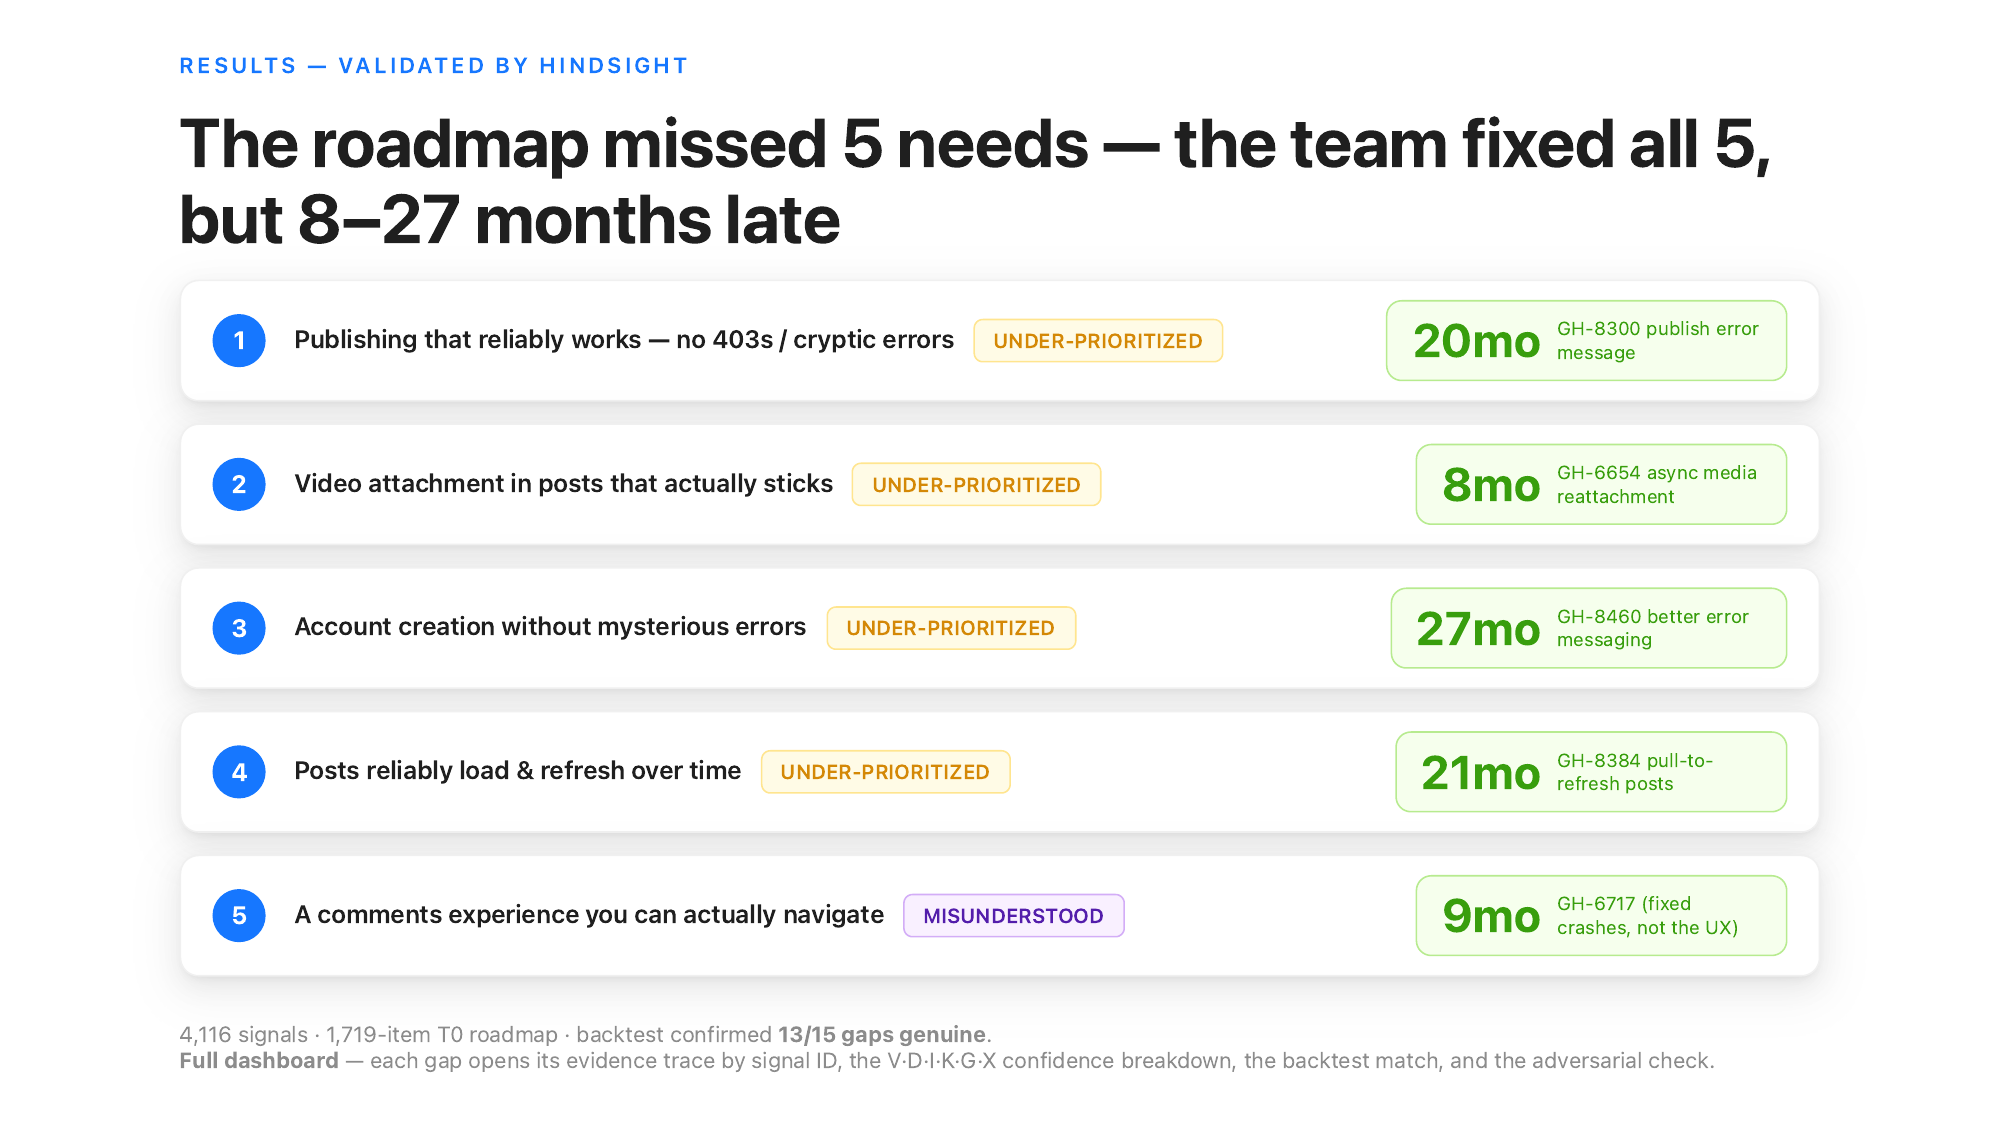 RESULTS — VALIDATED BY HINDSIGHT
The roadmap missed 5 needs — the team fixed all 5,
but 8–27 months late
1 Publishing that reliably works — no 403s / cryptic errors UNDER-PRIORITIZED 20mo GH-8300 publish error
message
2 Video attachment in posts that actually sticks UNDER-PRIORITIZED 8mo GH-6654 async media
reattachment
3 Account creation without mysterious errors UNDER-PRIORITIZED 27mo GH-8460 better error
messaging
4 Posts reliably load & refresh over time UNDER-PRIORITIZED 21mo GH-8384 pull-to-
refresh posts
5 A comments experience you can actually navigate MISUNDERSTOOD 9mo GH-6717 (fixed
crashes, not the UX)
4,116 signals · 1,719-item T0 roadmap · backtest confirmed 13/15 gaps genuine.
Full dashboard — each gap opens its evidence trace by signal ID, the V·D·I·K·G·X confidence breakdown, the backtest match, and the adversarial check.